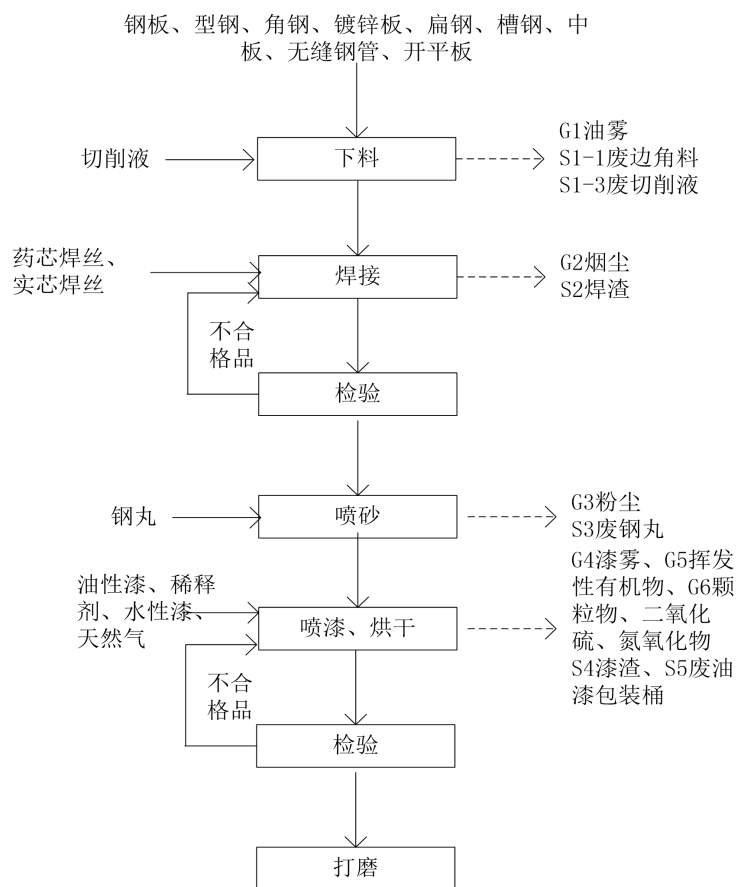 钢板、型钢、角钢、镀锌板、扁钢、槽钢、中
板、无缝钢管、开平板
切削液
下料
G1油雾
S1-1废边角料
S1-3废切削液
药芯焊丝、
实芯焊丝
焊接
G2烟尘
S2焊渣
不合
格品
检验
钢丸
喷砂
G3粉尘
S3废钢丸
油性漆、稀释
剂、水性漆、
天然气
喷漆、烘干
G4漆雾、G5挥发
性有机物、G6颗
粒物、二氧化
硫、氮氧化物
S4漆渣、S5废油
漆包装桶
不合
格品
检验
打磨